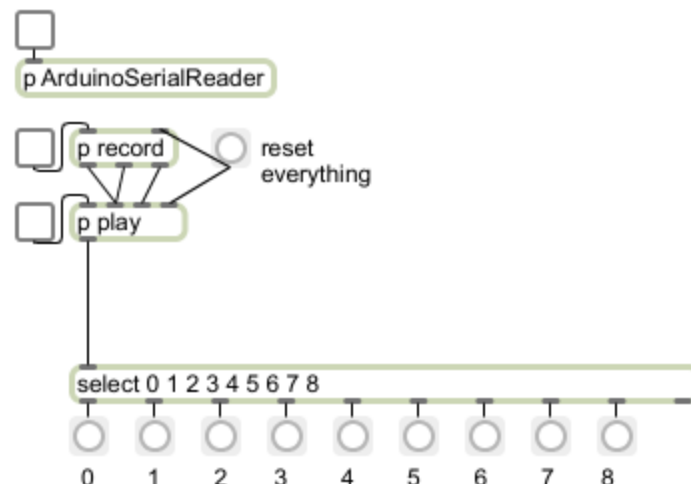 p ArduinoSerialReader
p record
reset
everything
p play
select 0 1 2 3 4 5 6 7 8
0 1 2 3 4 5 6 7 8